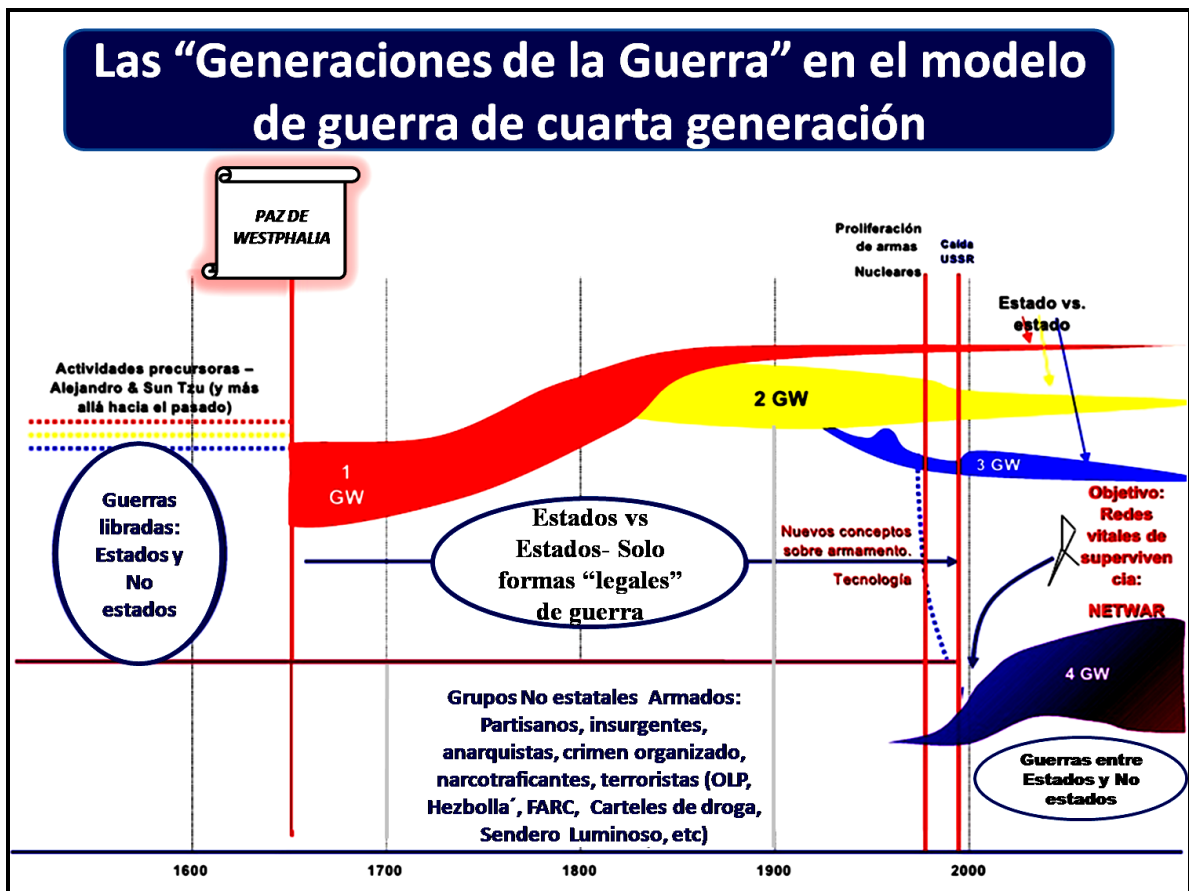 Las “Generaciones de la Guerra” en el modelo
de guerra de cuarta generación
PAZ DE
WESTPHALIA
Proliferación
de armas
Nucleares
Caída
USSR
Estado vs.
estado
Actividades precursoras –
Alejandro & Sun Tzu (y más
allá hacia el pasado)
1
GW
2 GW
3 GW
Guerras
libradas:
Estados y
No
estados
Estados vs
Estados- Solo
formas “legales”
de guerra
Nuevos conceptos
sobre armamento.
Tecnología
Objetivo:
Redes
vitales de
superviven
cia:
NETWAR
4 GW
Grupos No estatales Armados:
Partisanos, insurgentes,
anarquistas, crimen organizado,
narcotraficantes, terroristas (OLP,
Hezbolla´, FARC, Carteles de droga,
Sendero Luminoso, etc)
Guerras entre
Estados y No
estados
1600 1700 1800 1900 2000